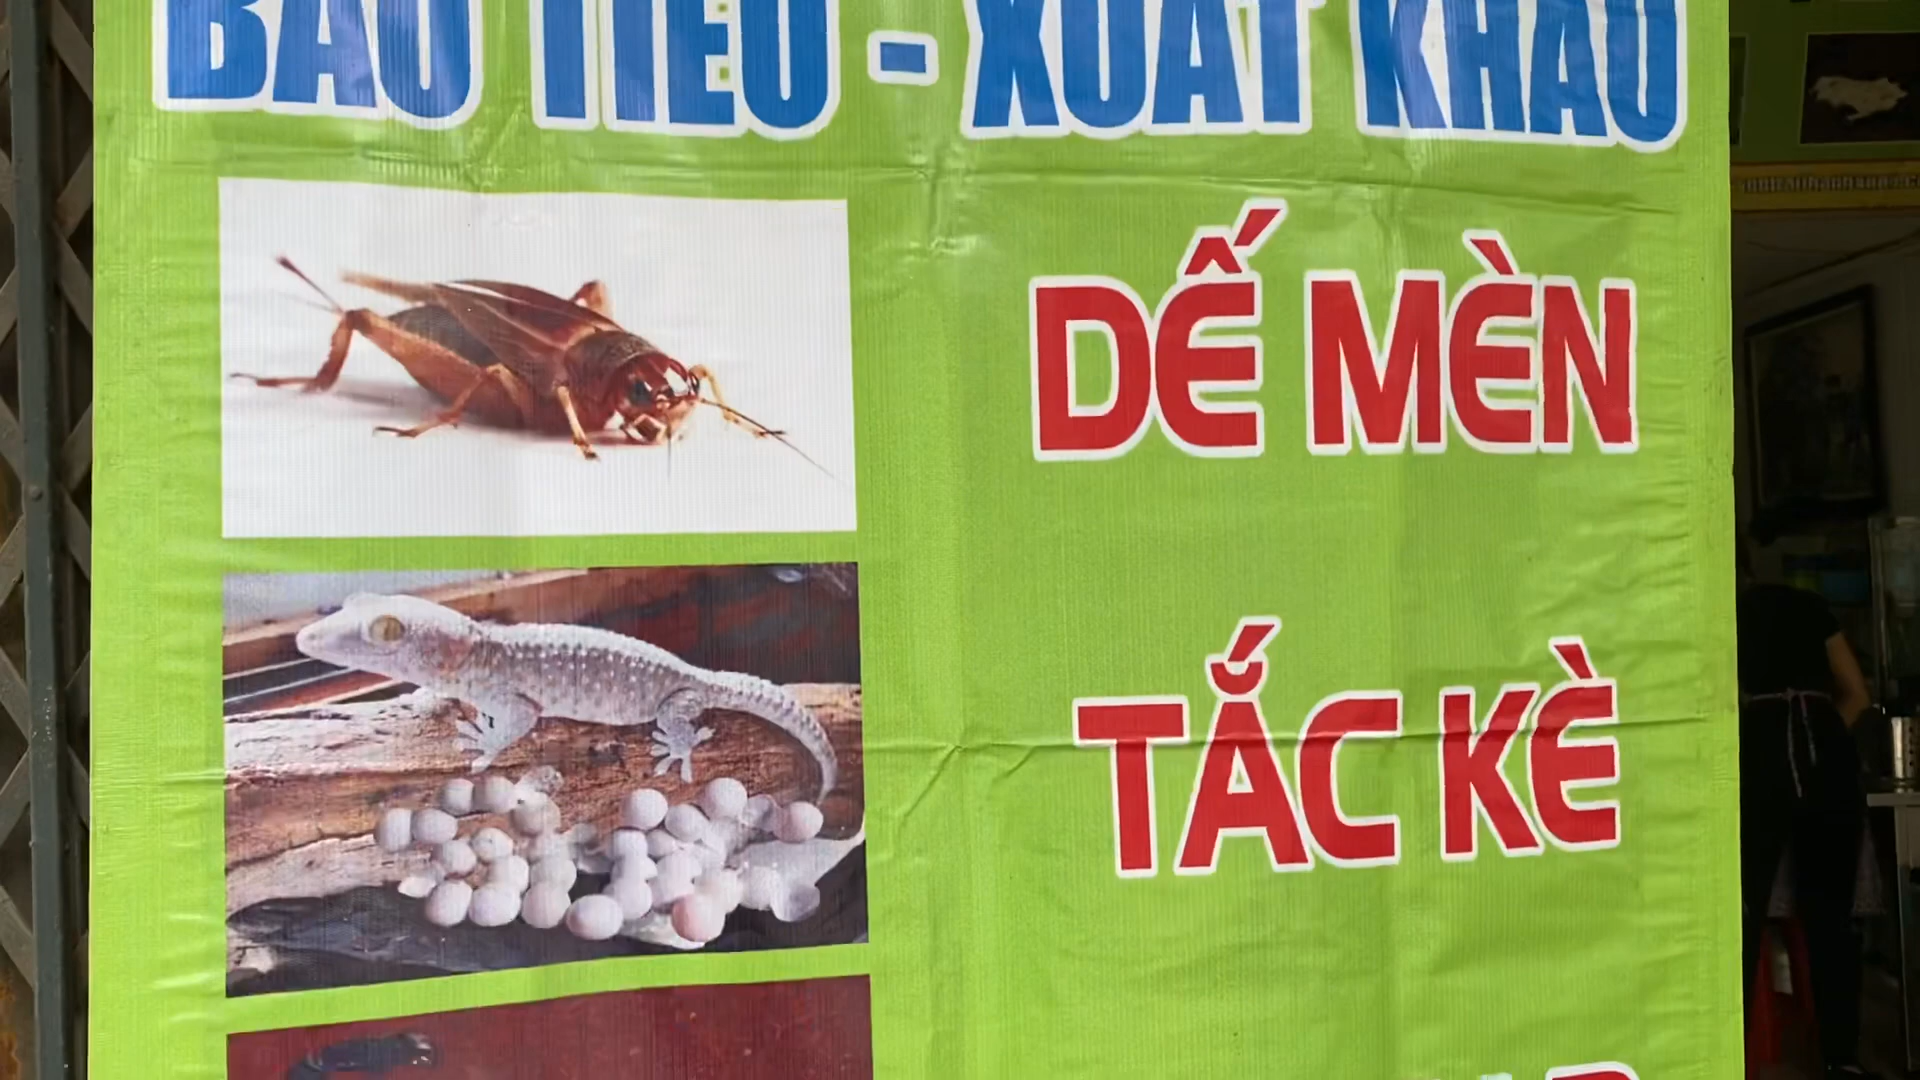 BAO TIÊU - XUẤT KHẨU
DẾ MÈN
TẮC KÈ